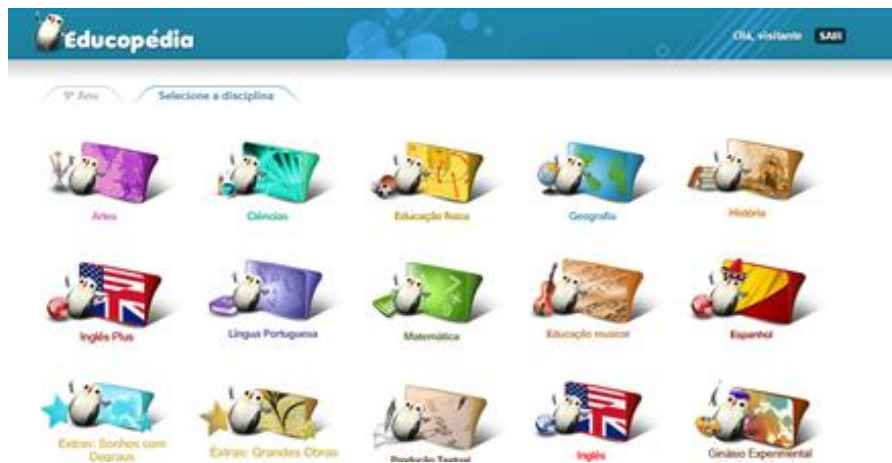 Educopédia
Olá, visitante SAIR
9º Ano Selecione a disciplina
Artes Ciências Educação física Geografia História
Inglês Plus Língua Portuguesa Matemática Educação musical Espanhol
Extras: Sonhos com Degraus Extras: Grandes Obras Produção Textual Inglês Ginásio Experimental